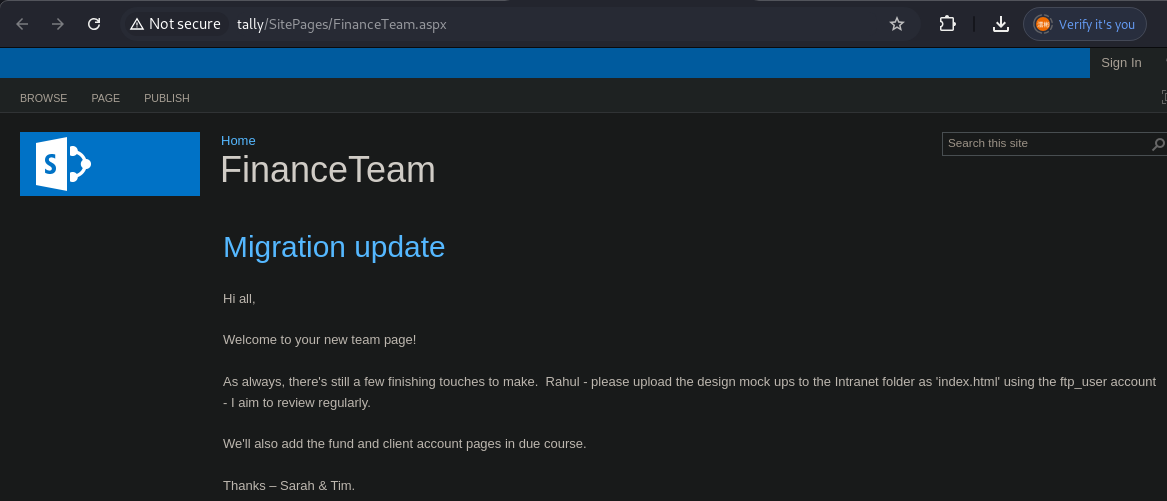 Not secure tally/SitePages/FinanceTeam.aspx Verify it's you
Sign In
BROWSE PAGE PUBLISH
S
Home
FinanceTeam
Search this site
Migration update
Hi all,
Welcome to your new team page!
As always, there's still a few finishing touches to make.  Rahul - please upload the design mock ups to the Intranet folder as 'index.html' using the ftp_user account
- I aim to review regularly.
We'll also add the fund and client account pages in due course.
Thanks – Sarah & Tim.